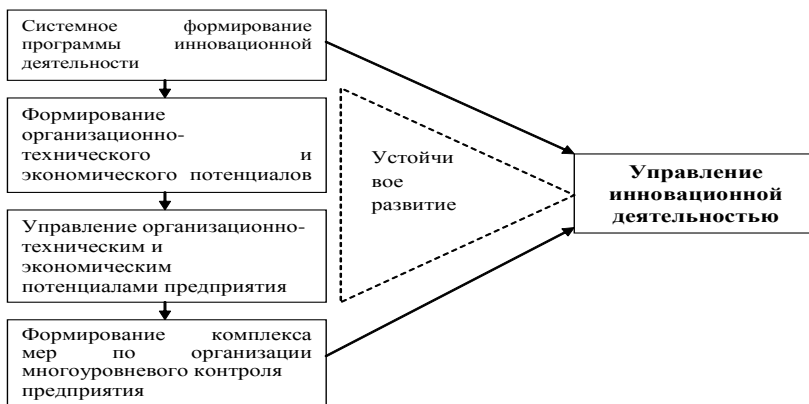 Системное формирование
программы инновационной
деятельности
Формирование
организационно-
технического и
экономического потенциалов
Управление организационно-
техническим и
экономическим
потенциалами предприятия
Формирование комплекса
мер по организации
многоуровневого контроля
предприятия
Устойчи
вое
развитие
Управление
инновационной
деятельностью